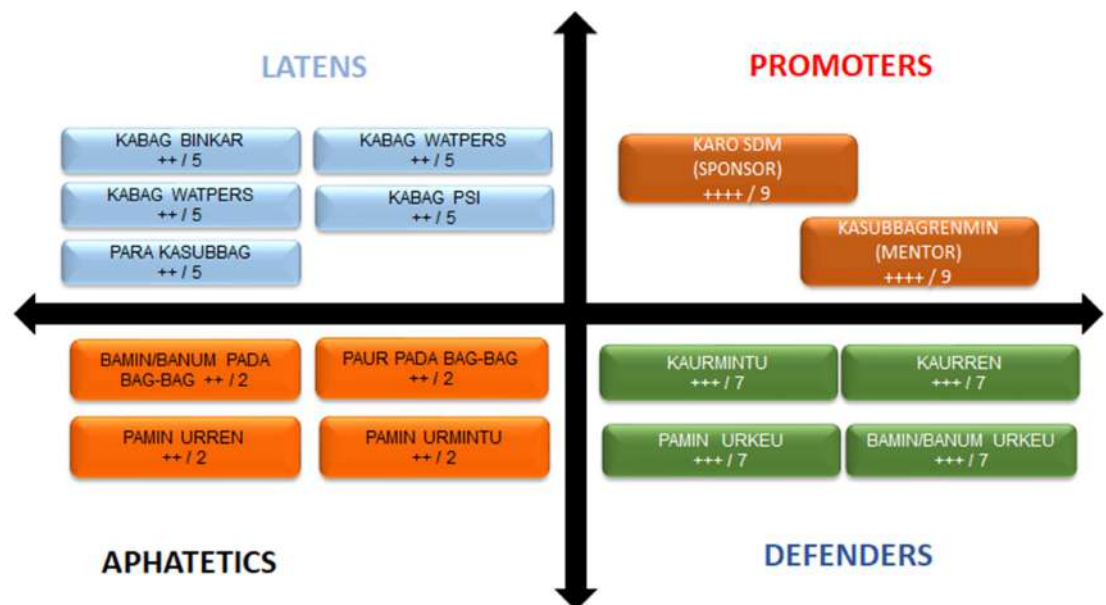 LATENS
KABAG BINKAR
++ / 5
KABAG WATPERS
++ / 5
KABAG WATPERS
++ / 5
KABAG PSI
++ / 5
PARA KASUBBAG
++ / 5
PROMOTERS
KARO SDM
(SPONSOR)
++++ / 9
KASUBBAGRENMIN
(MENTOR)
++++ / 9
BAMIN/BANUM PADA
BAG-BAG ++ / 2
PAUR PADA BAG-BAG
++ / 2
PAMIN URREN
++ / 2
PAMIN URMINTU
++ / 2
APHATETICS
KAURMINTU
+++ / 7
KAURREN
+++ / 7
PAMIN URKEU
+++ / 7
BAMIN/BANUM URKEU
+++ / 7
DEFENDERS